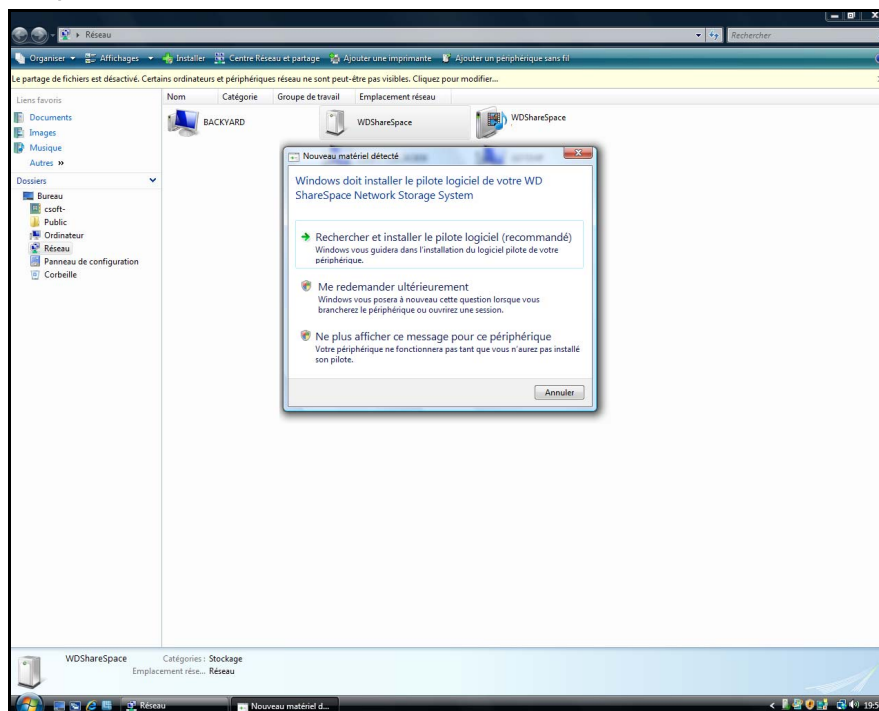 Réseau
Rechercher
Organiser Affichages Installer Centre Réseau et partage Ajouter une imprimante Ajouter un périphérique sans fil
Le partage de fichiers est désactivé. Certains ordinateurs et périphériques réseau ne sont peut-être pas visibles. Cliquez pour modifier...
Liens favoris
Documents
Images
Musique
Autres »
Dossiers
Bureau
csoft-
Public
Ordinateur
Réseau
Panneau de configuration
Corbeille
Nom Catégorie Groupe de travail Emplacement réseau
BACKYARD
WDShareSpace
WDShareSpace
Nouveau matériel détecté
Windows doit installer le pilote logiciel de votre WD
ShareSpace Network Storage System
Rechercher et installer le pilote logiciel (recommandé)
Windows vous guidera dans l'installation du logiciel pilote de votre
périphérique.
Me redemander ultérieurement
Windows vous posera à nouveau cette question lorsque vous
brancherez le périphérique ou ouvrirez une session.
Ne plus afficher ce message pour ce périphérique
Votre périphérique ne fonctionnera pas tant que vous n'aurez pas installé
son pilote.
Annuler
WDShareSpace
Catégories : Stockage
Emplacement rése... Réseau
Réseau
Nouveau matériel d...
19:5